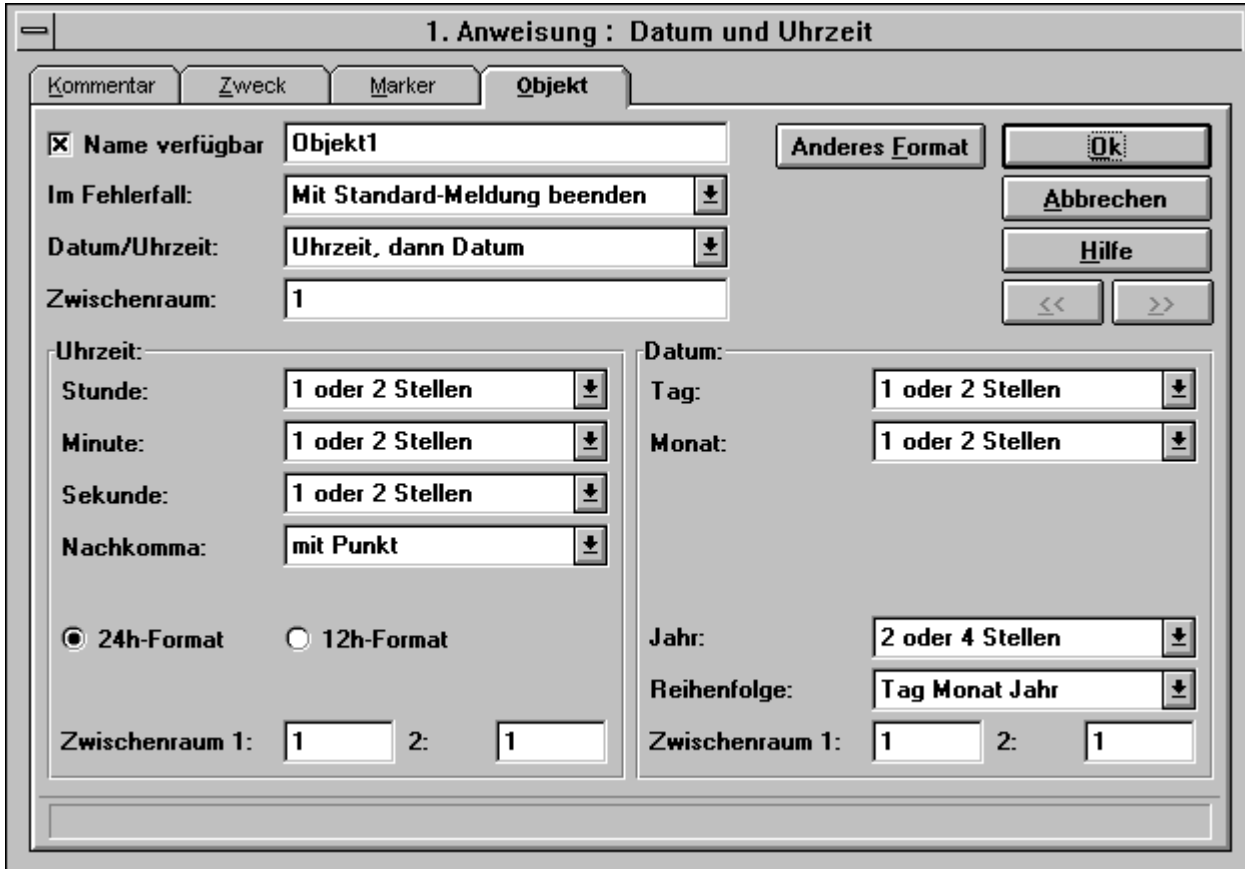 1. Anweisung : Datum und Uhrzeit
Kommentar Zweck Marker Objekt
Name verfügbar Objekt1 Anderes Format Ok
Im Fehlerfall: Mit Standard-Meldung beenden Abbrechen
Datum/Uhrzeit: Uhrzeit, dann Datum Hilfe
Zwischenraum: 1 << >>
Uhrzeit: Datum:
Stunde: 1 oder 2 Stellen Tag: 1 oder 2 Stellen
Minute: 1 oder 2 Stellen Monat: 1 oder 2 Stellen
Sekunde: 1 oder 2 Stellen
Nachkomma: mit Punkt
24h-Format 12h-Format Jahr: 2 oder 4 Stellen
Reihenfolge: Tag Monat Jahr
Zwischenraum 1: 1 2: 1 Zwischenraum 1: 1 2: 1